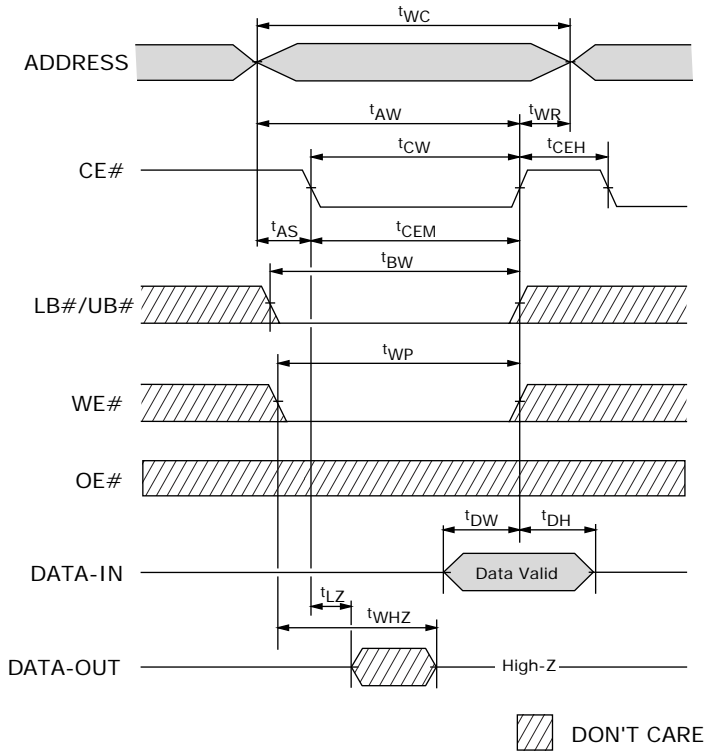 tWC
ADDRESS
tAW
tWR
tCW
tCEH
CE#
tAS
tCEM
tBW
LB#/UB#
tWP
WE#
OE#
tDW
tDH
DATA-IN
Data Valid
tLZ
tWHZ
DATA-OUT
High-Z
DON'T CARE